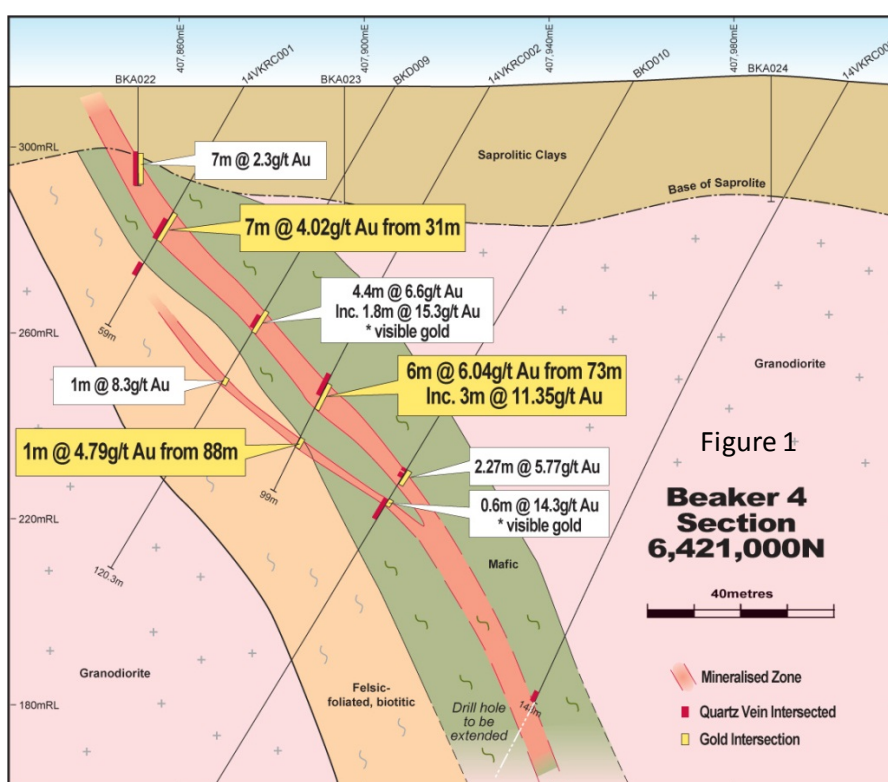 407,860mE
407,900mE
407,940mE
407,980mE
BKA022
14VKRC001
BKA023
BKD009
14VKRC002
BKD010
BKA024
300mRL
7m @ 2.3g/t Au
Saprolitic Clays
Base of Saprolite
7m @ 4.02g/t Au from 31m
4.4m @ 6.6g/t Au
Inc. 1.8m @ 15.3g/t Au
* visible gold
260mRL
59m
Granodiorite
1m @ 8.3g/t Au
6m @ 6.04g/t Au from 73m
Inc. 3m @ 11.35g/t Au
1m @ 4.79g/t Au from 88m
Figure 1
2.27m @ 5.77g/t Au
99m
0.6m @ 14.3g/t Au
* visible gold
220mRL
Beaker 4
Section
6,421,000N
120.3m
Mafic
40metres
Granodiorite
Felsic-
foliated, biotitic
180mRL
Drill hole
to be
extended
Mineralised Zone
Quartz Vein Intersected
Gold Intersection